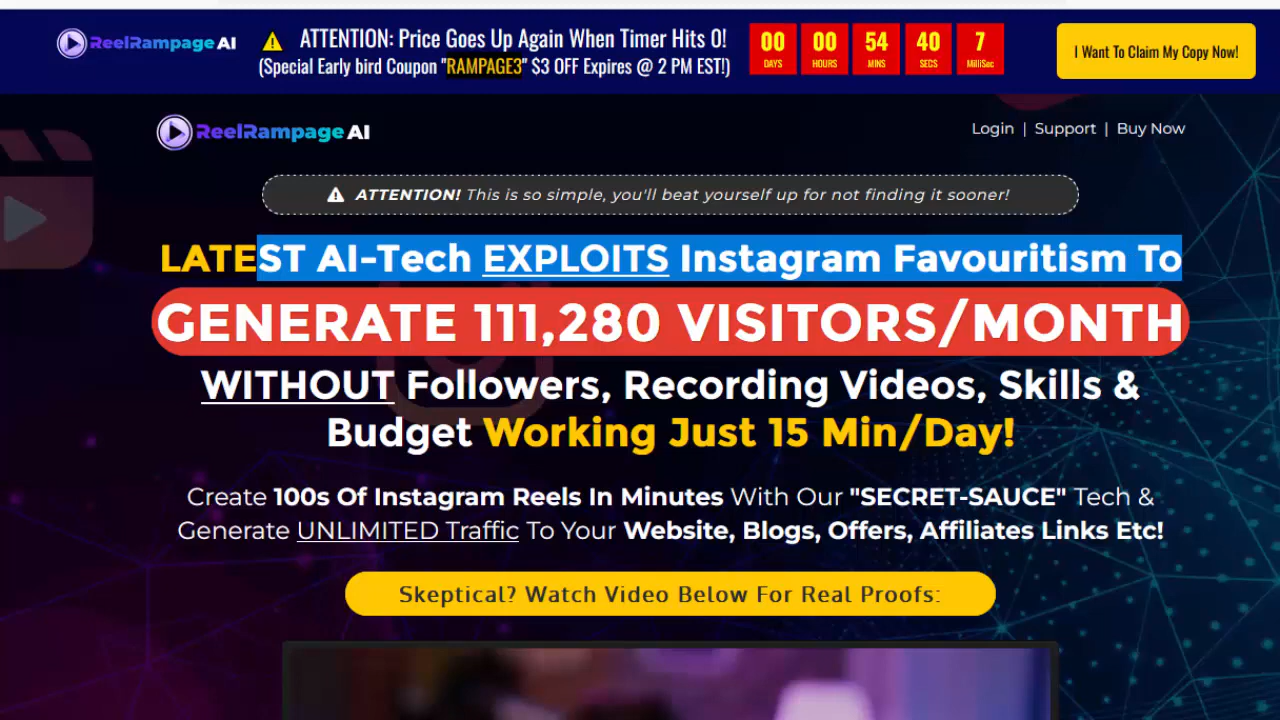 ReelRampage AI
ATTENTION: Price Goes Up Again When Timer Hits 0!
(Special Early bird Coupon "RAMPAGE3" $3 OFF Expires @ 2 PM EST!)
00 00 54 40 7
DAYS HOURS MINS SECS MilliSec
I Want To Claim My Copy Now!
ReelRampage AI
Login | Support | Buy Now
ATTENTION! This is so simple, you'll beat yourself up for not finding it sooner!
LATEST AI-Tech EXPLOITS Instagram Favouritism To
GENERATE 111,280 VISITORS/MONTH
WITHOUT Followers, Recording Videos, Skills &
Budget Working Just 15 Min/Day!
Create 100s Of Instagram Reels In Minutes With Our "SECRET-SAUCE" Tech &
Generate UNLIMITED Traffic To Your Website, Blogs, Offers, Affiliates Links Etc!
Skeptical? Watch Video Below For Real Proofs: